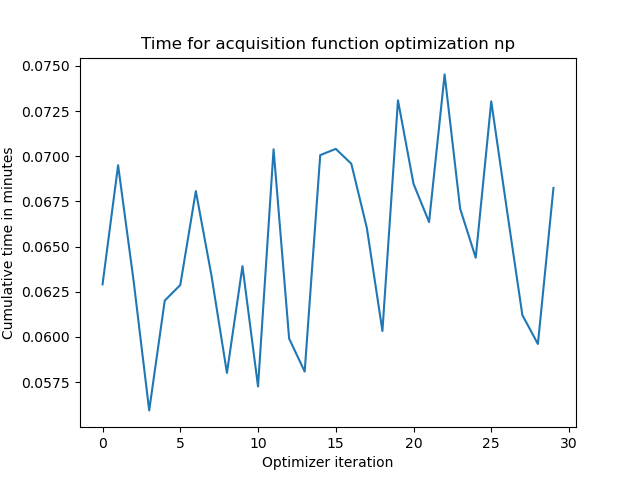 Time for acquisition function optimization np
0.0750
0.0725
0.0700
0.0675
0.0650
0.0625
0.0600
0.0575
Cumulative time in minutes
0 5 10 15 20 25 30
Optimizer iteration